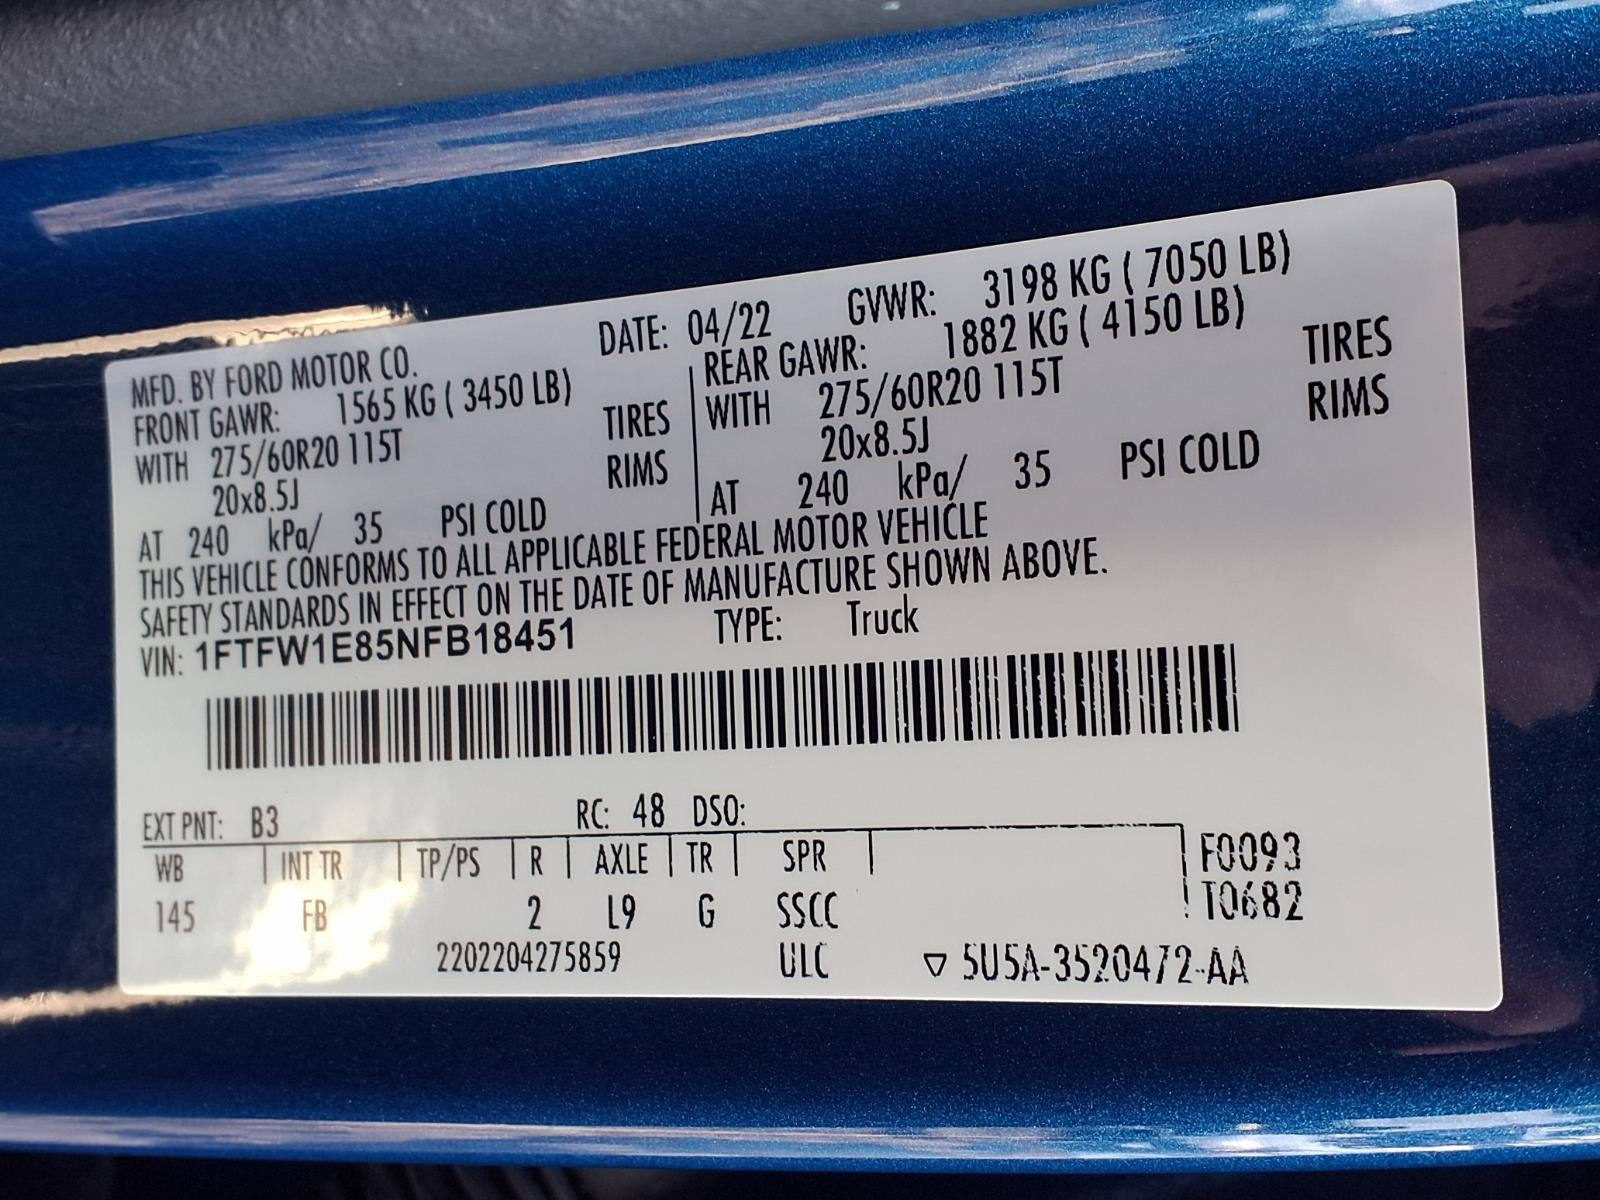 MFD. BY FORD MOTOR CO. DATE: 04/22 GVWR: 3198 KG ( 7050 LB)
FRONT GAWR: 1565 KG ( 3450 LB) REAR GAWR: 1882 KG ( 4150 LB)
WITH 275/60R20 115T TIRES WITH 275/60R20 115T TIRES
20x8.5J RIMS 20x8.5J RIMS
AT 240 kPa/ 35 PSI COLD AT 240 kPa/ 35 PSI COLD
THIS VEHICLE CONFORMS TO ALL APPLICABLE FEDERAL MOTOR VEHICLE
SAFETY STANDARDS IN EFFECT ON THE DATE OF MANUFACTURE SHOWN ABOVE.
VIN: 1FTFW1E85NFB18451 TYPE: Truck
EXT PNT: B3 RC: 48 DSO:
WB INT TR TP/PS R AXLE TR SPR F0093
145 FB 2 L9 G SSCC T0682
2202204275859 ULC ▽ 5U5A-3520472-AA